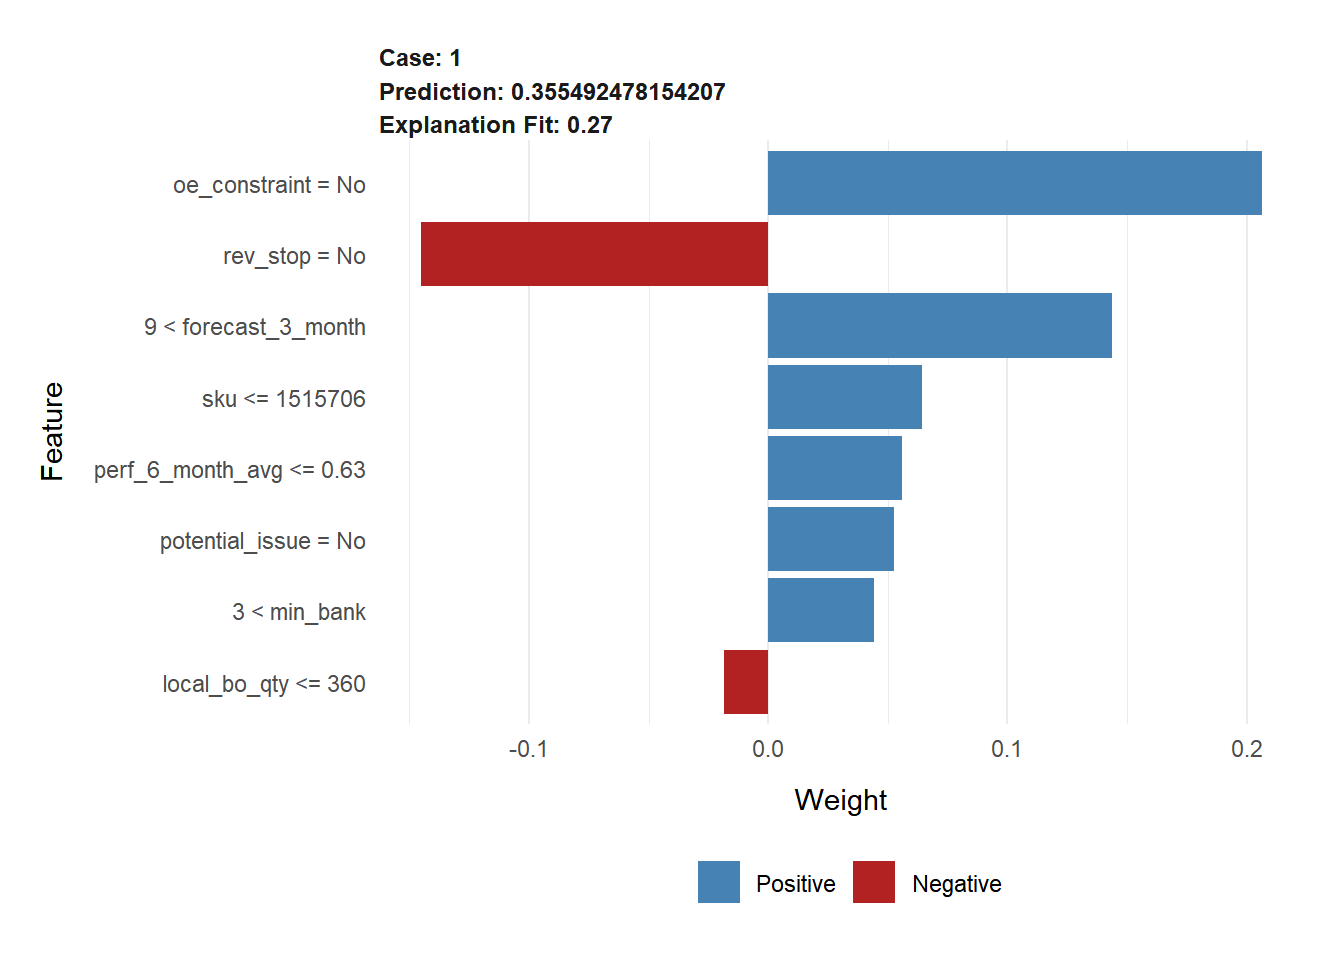 Case: 1
Prediction: 0.355492478154207
Explanation Fit: 0.27
Feature
oe_constraint = No
rev_stop = No
9 < forecast_3_month
sku <= 1515706
perf_6_month_avg <= 0.63
potential_issue = No
3 < min_bank
local_bo_qty <= 360
-0.1 0.0 0.1 0.2
Weight
Positive Negative